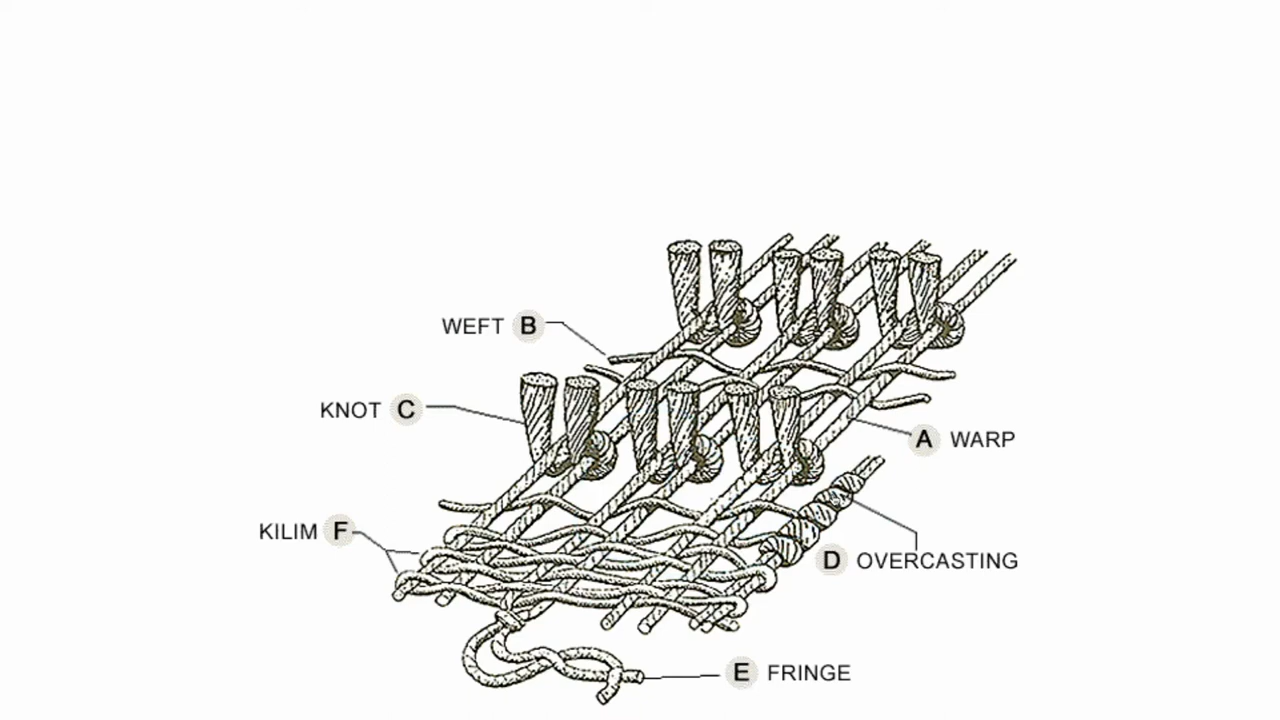 WEFT B
KNOT C
A WARP
KILIM F
D OVERCASTING
E FRINGE